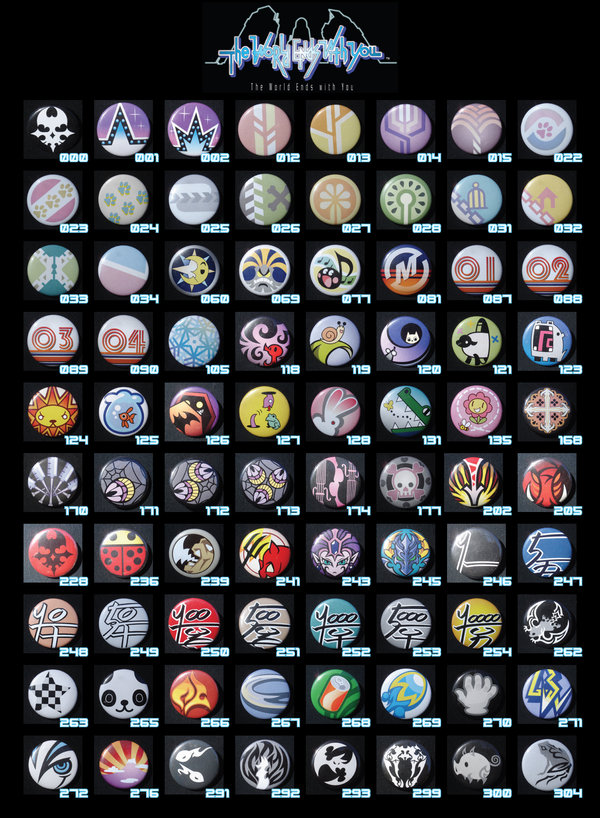 the World Ends with you
The World Ends with You
000 001 002 012 013 014 015 022
023 024 025 026 027 028 031 032
M 01 02
033 034 060 069 077 081 087 088
03 04
089 090 105 118 119 120 121 123
124 125 126 127 128 131 135 168
170 171 172 173 174 177 202 205
228 236 239 241 243 245 246 247
248 249 250 251 252 253 254 262
263 265 266 267 268 269 270 271
272 276 291 292 293 299 300 304